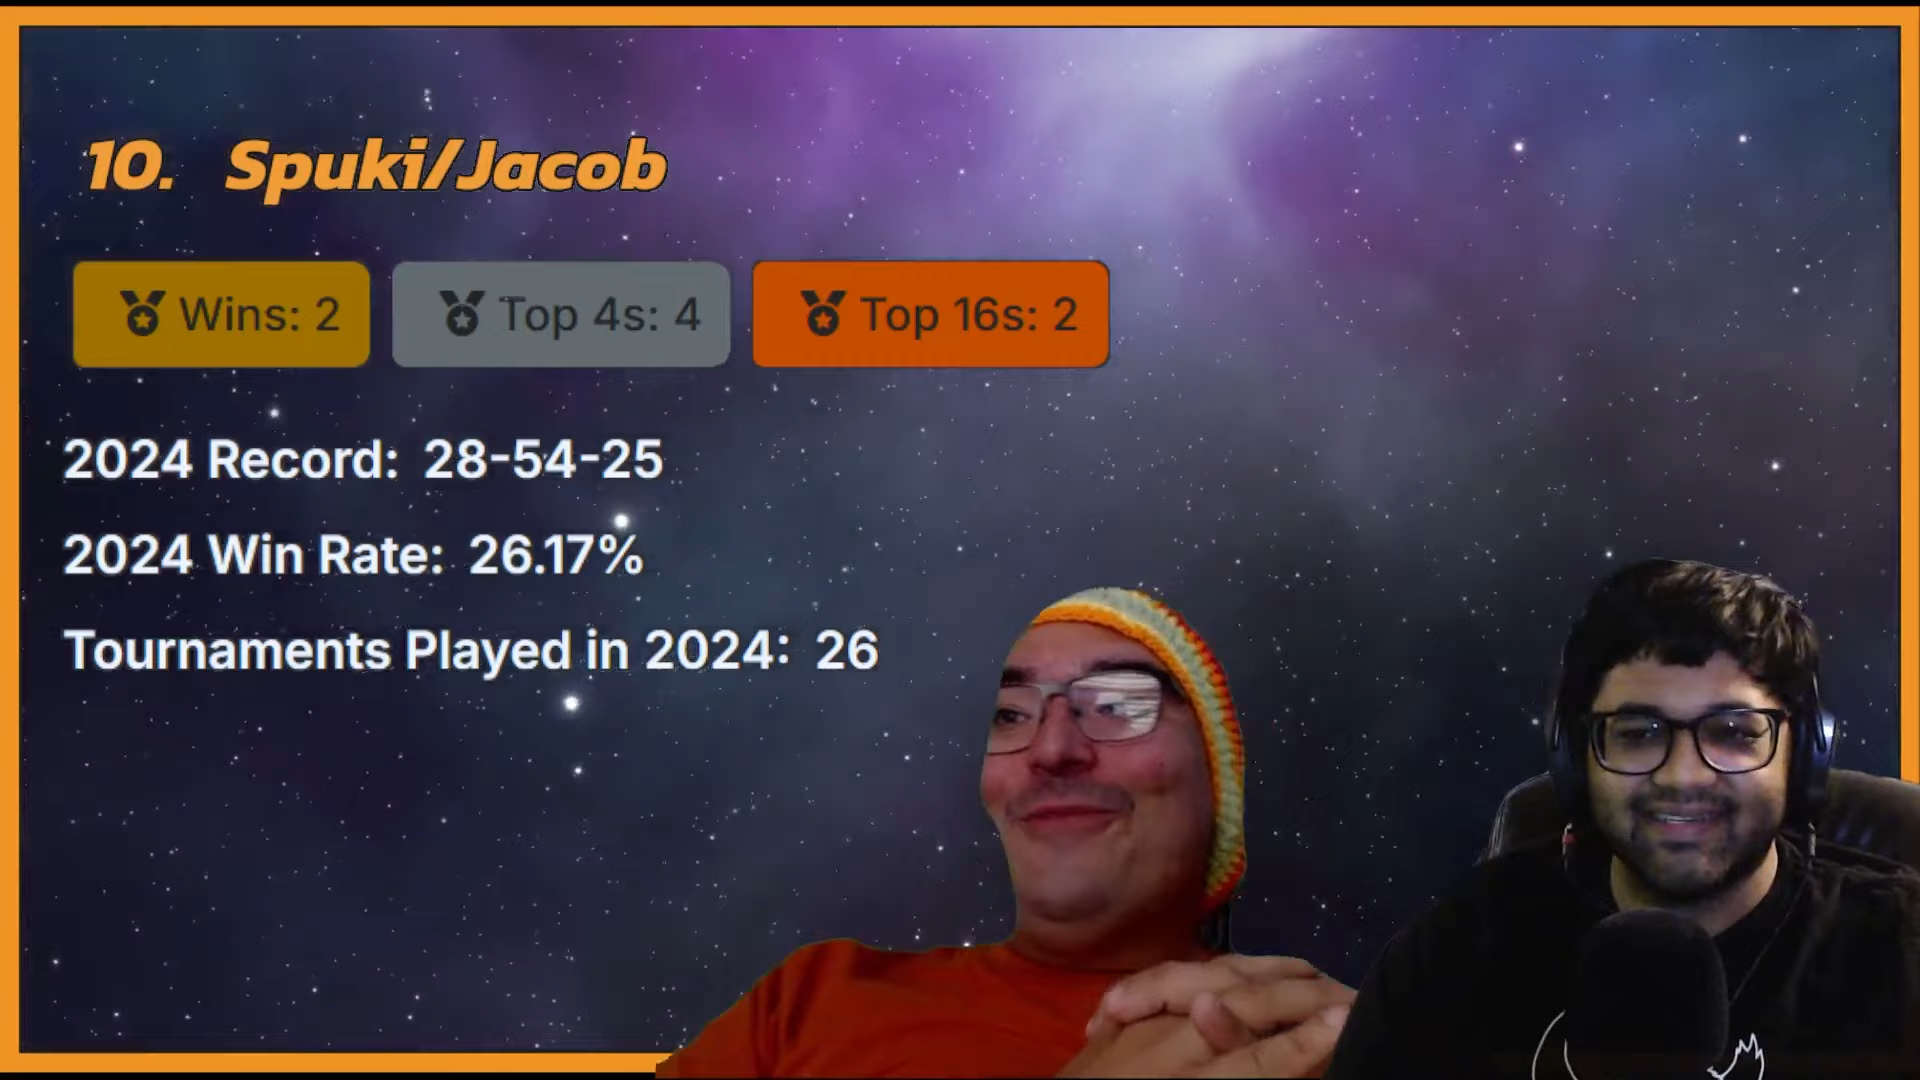 10. Spuki/Jacob
Wins: 2 Top 4s: 4 Top 16s: 2
2024 Record: 28-54-25
2024 Win Rate: 26.17%
Tournaments Played in 2024: 26